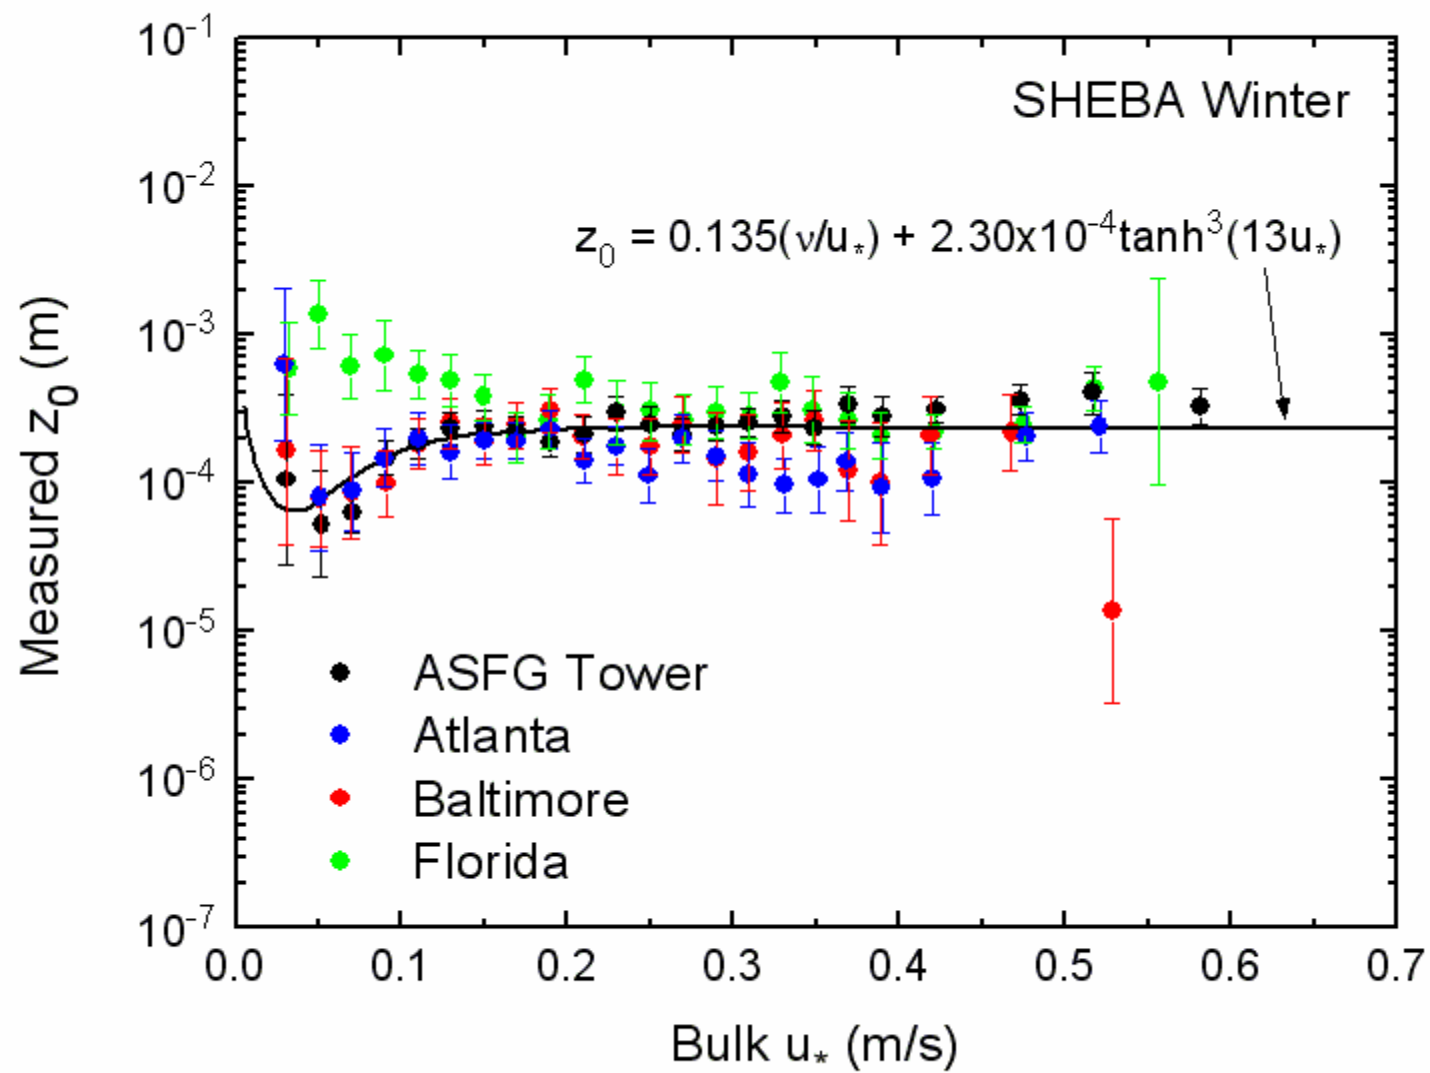 SHEBA Winter
z₀ = 0.135(ν/u*) + 2.30x10⁻⁴tanh³(13u*)
Measured z₀ (m)
10⁻¹
10⁻²
10⁻³
10⁻⁴
10⁻⁵
10⁻⁶
10⁻⁷
ASFG Tower
Atlanta
Baltimore
Florida
0.0 0.1 0.2 0.3 0.4 0.5 0.6 0.7
Bulk u* (m/s)